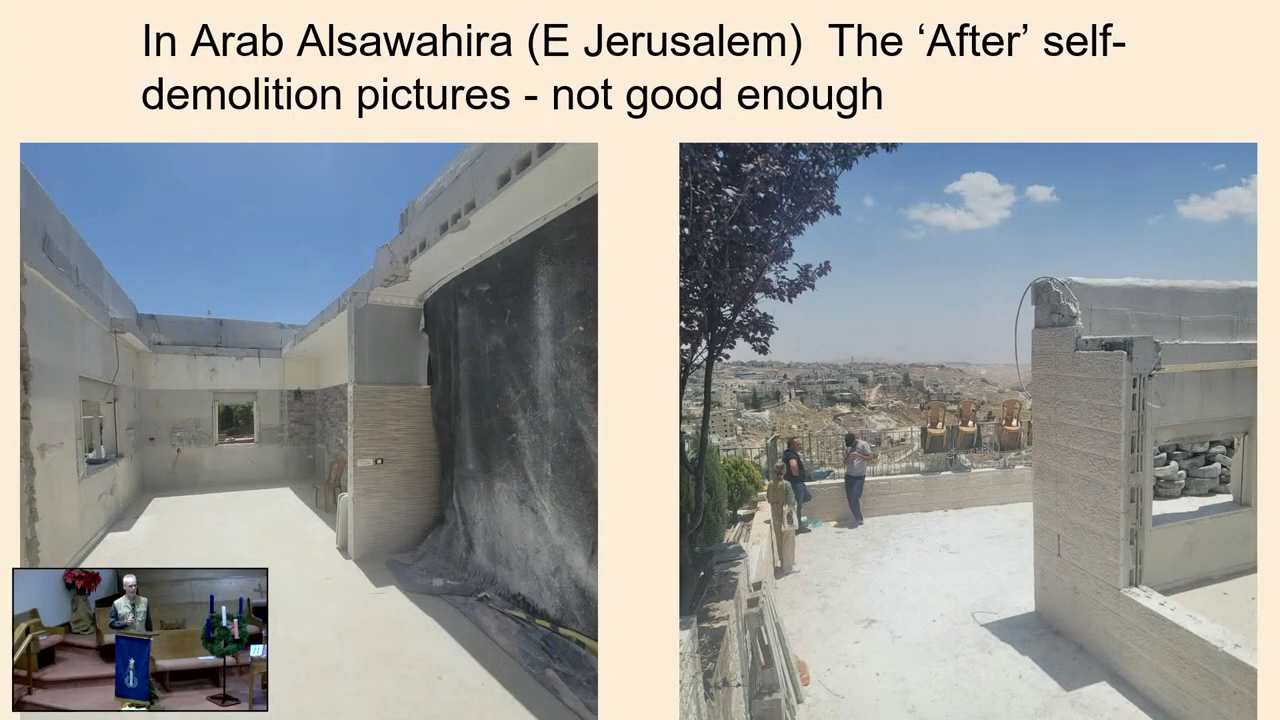 In Arab Alsawahira (E Jerusalem)  The ‘After’ self-
demolition pictures - not good enough